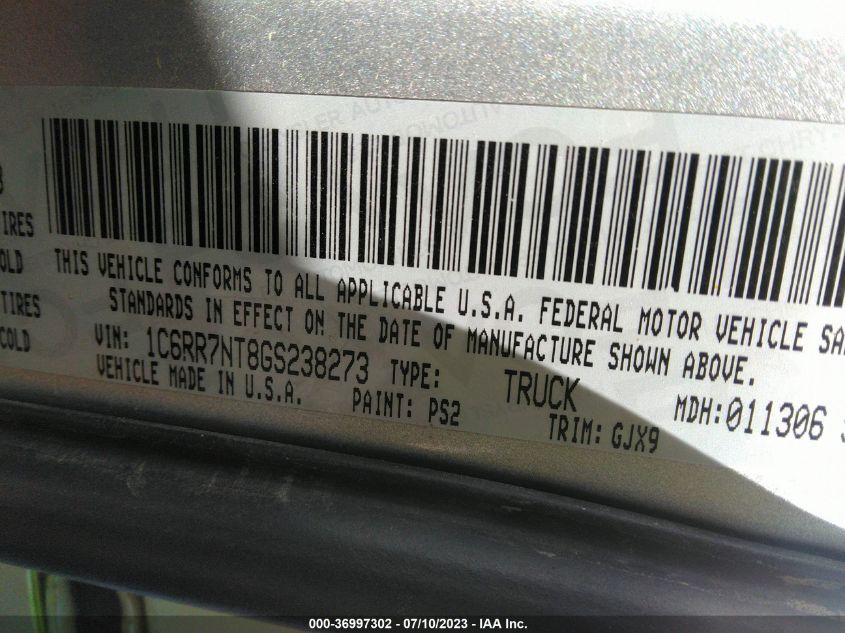 IRES
OLD
TIRES
COLD
THIS VEHICLE CONFORMS TO ALL APPLICABLE U.S.A. FEDERAL MOTOR VEHICLE SA
STANDARDS IN EFFECT ON THE DATE OF MANUFACTURE SHOWN ABOVE.
VIN: 1C6RR7NT8GS238273 TYPE: TRUCK MDH:011306
VEHICLE MADE IN U.S.A. PAINT: PS2 TRIM: GJX9
000-36997302 - 07/10/2023 - IAA Inc.